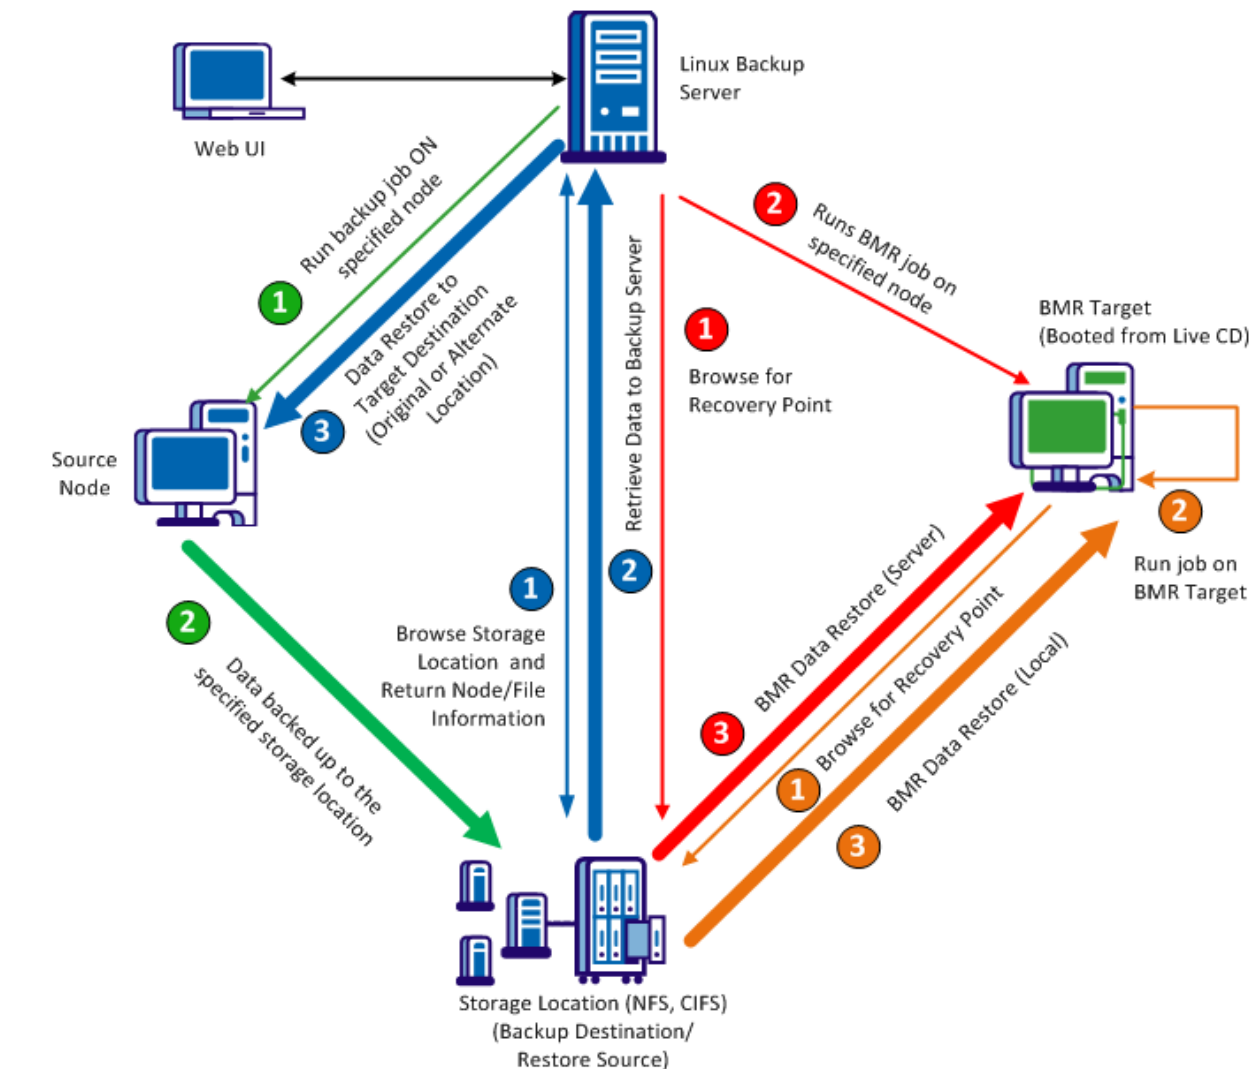 Linux Backup
Server
Web UI
Run backup job ON
specified node
1
2
Runs BMR job on
specified node
Data Restore to
Target Destination
(Original or Alternate
Location)
3
Retrieve Data to Backup Server
2
1
Browse for
Recovery Point
BMR Target
(Booted from Live CD)
Source
Node
2
Run job on
BMR Target
1
Browse Storage
Location and
Return Node/File
Information
2
Data backed up to the
specified storage location
BMR Data Restore (Server)
3
Browse for Recovery Point
1
BMR Data Restore (Local)
3
Storage Location (NFS, CIFS)
(Backup Destination/
Restore Source)